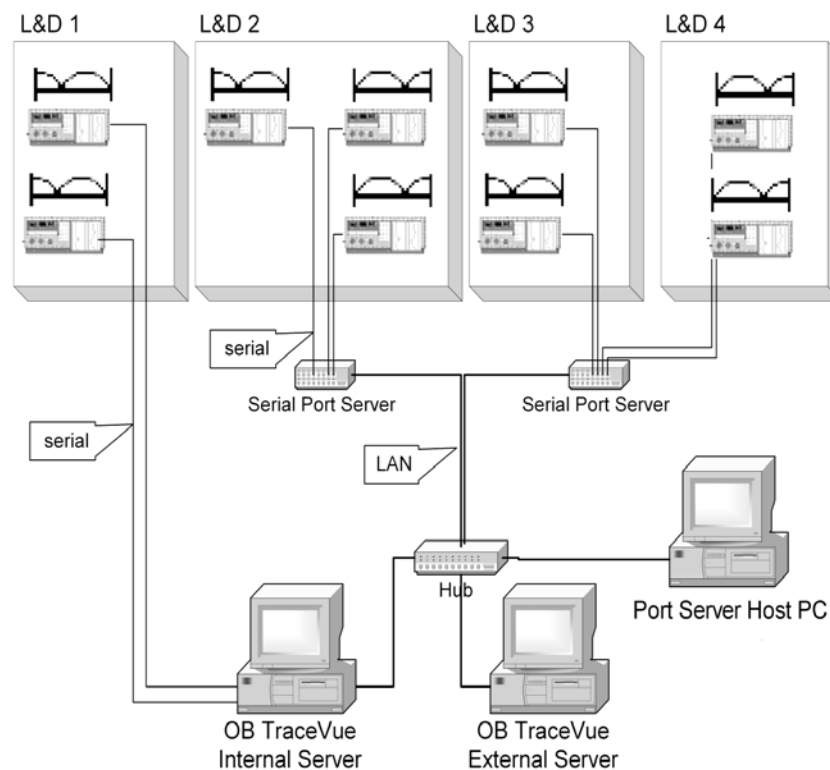 L&D 1
L&D 2
L&D 3
L&D 4
serial
Serial Port Server
Serial Port Server
serial
LAN
Hub
Port Server Host PC
OB TraceVue
Internal Server
OB TraceVue
External Server